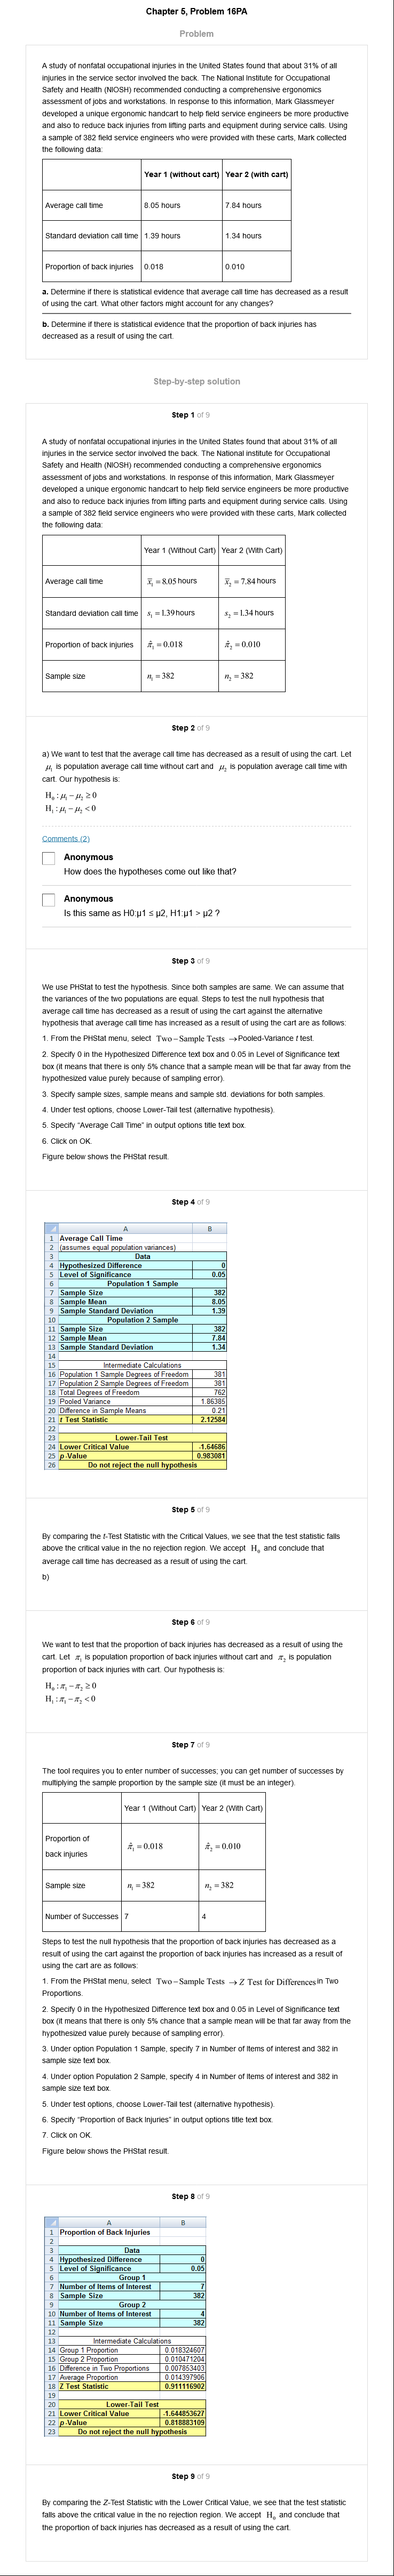 Chapter 5, Problem 16PA
Problem
A study of nonfatal occupational injuries in the United States found that about 31% of all
injuries in the service sector involved the back. The National Institute for Occupational
Safety and Health (NIOSH) recommended conducting a comprehensive ergonomics
assessment of jobs and workstations. In response to this information, Mark Glassmeyer
developed a unique ergonomic handcart to help field service engineers be more productive
and also to reduce back injuries from lifting parts and equipment during service calls. Using
a sample of 382 field service engineers who were provided with these carts, Mark collected
the following data:
Year 1 (without cart) Year 2 (with cart)
Average call time 8.05 hours 7.84 hours
Standard deviation call time 1.39 hours 1.34 hours
Proportion of back injuries 0.018 0.010
a. Determine if there is statistical evidence that average call time has decreased as a result
of using the cart. What other factors might account for any changes?
b. Determine if there is statistical evidence that the proportion of back injuries has
decreased as a result of using the cart.
Step-by-step solution
Step 1 of 9
A study of nonfatal occupational injuries in the United States found that about 31% of all
injuries in the service sector involved the back. The National institute for Occupational
Safety and Health (NIOSH) recommended conducting a comprehensive ergonomics
assessment of jobs and workstations. In response of this information, Mark Glassmeyer
developed a unique ergonomic handcart to help field service engineers be more productive
and also to reduce back injuries from lifting parts and equipment during service calls. Using
a sample of 382 field service engineers who were provided with these carts, Mark collected
the following data:
Year 1 (Without Cart) Year 2 (With Cart)
Average call time x̄₁ = 8.05 hours x̄₂ = 7.84 hours
Standard deviation call time s₁ = 1.39 hours s₂ = 1.34 hours
Proportion of back injuries π̂₁ = 0.018 π̂₂ = 0.010
Sample size n₁ = 382 n₂ = 382
Step 2 of 9
a) We want to test that the average call time has decreased as a result of using the cart. Let
μ₁ is population average call time without cart and μ₂ is population average call time with
cart. Our hypothesis is:
H₀ : μ₁ − μ₂ ≥ 0
H₁ : μ₁ − μ₂ < 0
Comments (2)
Anonymous
How does the hypotheses come out like that?
Anonymous
Is this same as H0:μ1 ≤ μ2, H1:μ1 > μ2 ?
Step 3 of 9
We use PHStat to test the hypothesis. Since both samples are same. We can assume that
the variances of the two populations are equal. Steps to test the null hypothesis that
average call time has decreased as a result of using the cart against the alternative
hypothesis that average call time has increased as a result of using the cart are as follows:
1. From the PHStat menu, select Two – Sample Tests → Pooled-Variance t test.
2. Specify 0 in the Hypothesized Difference text box and 0.05 in Level of Significance text
box (it means that there is only 5% chance that a sample mean will be that far away from the
hypothesized value purely because of sampling error).
3. Specify sample sizes, sample means and sample std. deviations for both samples.
4. Under test options, choose Lower-Tail test (alternative hypothesis).
5. Specify "Average Call Time" in output options title text box.
6. Click on OK.
Figure below shows the PHStat result.
Step 4 of 9
A B
1 Average Call Time
2 (assumes equal population variances)
3 Data
4 Hypothesized Difference 0
5 Level of Significance 0.05
6 Population 1 Sample
7 Sample Size 382
8 Sample Mean 8.05
9 Sample Standard Deviation 1.39
10 Population 2 Sample
11 Sample Size 382
12 Sample Mean 7.84
13 Sample Standard Deviation 1.34
14
15 Intermediate Calculations
16 Population 1 Sample Degrees of Freedom 381
17 Population 2 Sample Degrees of Freedom 381
18 Total Degrees of Freedom 762
19 Pooled Variance 1.86385
20 Difference in Sample Means 0.21
21 t Test Statistic 2.12584
22
23 Lower-Tail Test
24 Lower Critical Value -1.64686
25 p-Value 0.983081
26 Do not reject the null hypothesis
Step 5 of 9
By comparing the t-Test Statistic with the Critical Values, we see that the test statistic falls
above the critical value in the no rejection region. We accept H₀ and conclude that
average call time has decreased as a result of using the cart.
b)
Step 6 of 9
We want to test that the proportion of back injuries has decreased as a result of using the
cart. Let π₁ is population proportion of back injuries without cart and π₂ is population
proportion of back injuries with cart. Our hypothesis is:
H₀ : π₁ − π₂ ≥ 0
H₁ : π₁ − π₂ < 0
Step 7 of 9
The tool requires you to enter number of successes; you can get number of successes by
multiplying the sample proportion by the sample size (it must be an integer).
Year 1 (Without Cart) Year 2 (With Cart)
Proportion of
back injuries π̂₁ = 0.018 π̂₂ = 0.010
Sample size n₁ = 382 n₂ = 382
Number of Successes 7 4
Steps to test the null hypothesis that the proportion of back injuries has decreased as a
result of using the cart against the proportion of back injuries has increased as a result of
using the cart are as follows:
1. From the PHStat menu, select Two – Sample Tests → Z Test for Differences in Two
Proportions.
2. Specify 0 in the Hypothesized Difference text box and 0.05 in Level of Significance text
box (it means that there is only 5% chance that a sample mean will be that far away from the
hypothesized value purely because of sampling error).
3. Under option Population 1 Sample, specify 7 in Number of Items of interest and 382 in
sample size text box.
4. Under option Population 2 Sample, specify 4 in Number of Items of interest and 382 in
sample size text box.
5. Under test options, choose Lower-Tail test (alternative hypothesis).
6. Specify "Proportion of Back Injuries" in output options title text box.
7. Click on OK.
Figure below shows the PHStat result.
Step 8 of 9
A B
1 Proportion of Back Injuries
2
3 Data
4 Hypothesized Difference 0
5 Level of Significance 0.05
6 Group 1
7 Number of Items of Interest 7
8 Sample Size 382
9 Group 2
10 Number of Items of Interest 4
11 Sample Size 382
12
13 Intermediate Calculations
14 Group 1 Proportion 0.018324607
15 Group 2 Proportion 0.010471204
16 Difference in Two Proportions 0.007853403
17 Average Proportion 0.014397906
18 Z Test Statistic 0.911116902
19
20 Lower-Tail Test
21 Lower Critical Value -1.644853627
22 p-Value 0.818883109
23 Do not reject the null hypothesis
Step 9 of 9
By comparing the Z-Test Statistic with the Lower Critical Value, we see that the test statistic
falls above the critical value in the no rejection region. We accept H₀ and conclude that
the proportion of back injuries has decreased as a result of using the cart.